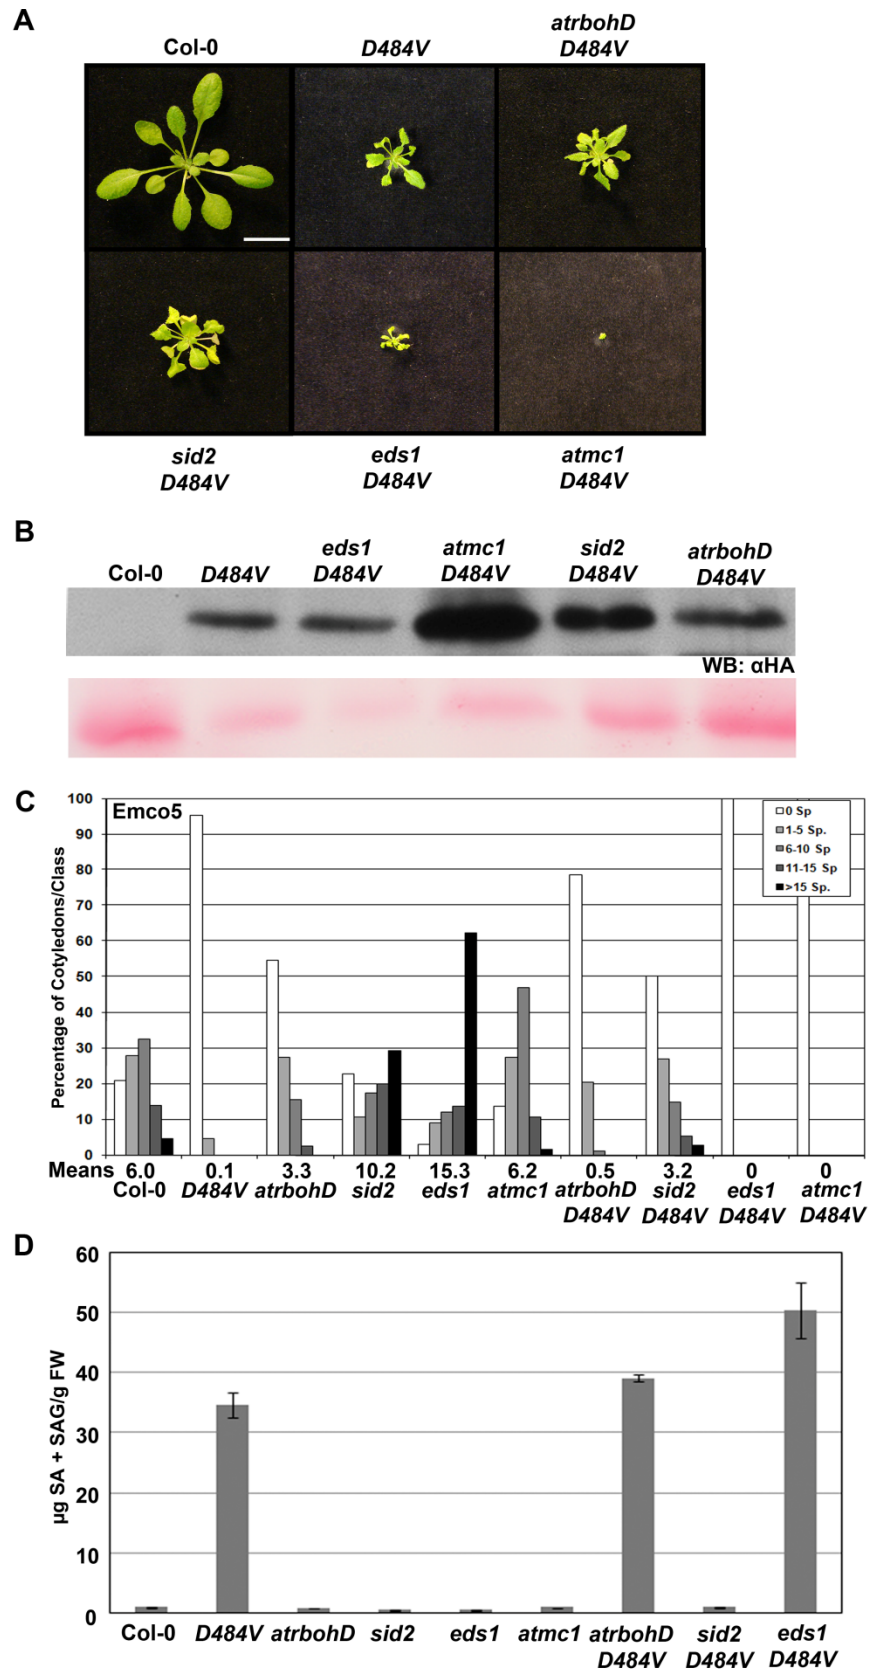 A
Col-0
D484V
atrbohD
D484V
sid2
D484V
eds1
D484V
atmc1
D484V
B
Col-0
D484V
eds1
D484V
atmc1
D484V
sid2
D484V
atrbohD
D484V
WB: αHA
C
Emco5
Percentage of Cotyledons/Class
100
90
80
70
60
50
40
30
20
10
0
0 Sp
1-5 Sp.
6-10 Sp
11-15 Sp
>15 Sp.
Means 6.0 0.1 3.3 10.2 15.3 6.2 0.5 3.2 0 0
Col-0
D484V
atrbohD
sid2
eds1
atmc1
atrbohD
D484V
sid2
D484V
eds1
D484V
atmc1
D484V
D
µg SA + SAG/g FW
60
50
40
30
20
10
0
Col-0
D484V
atrbohD
sid2
eds1
atmc1
atrbohD
D484V
sid2
D484V
eds1
D484V